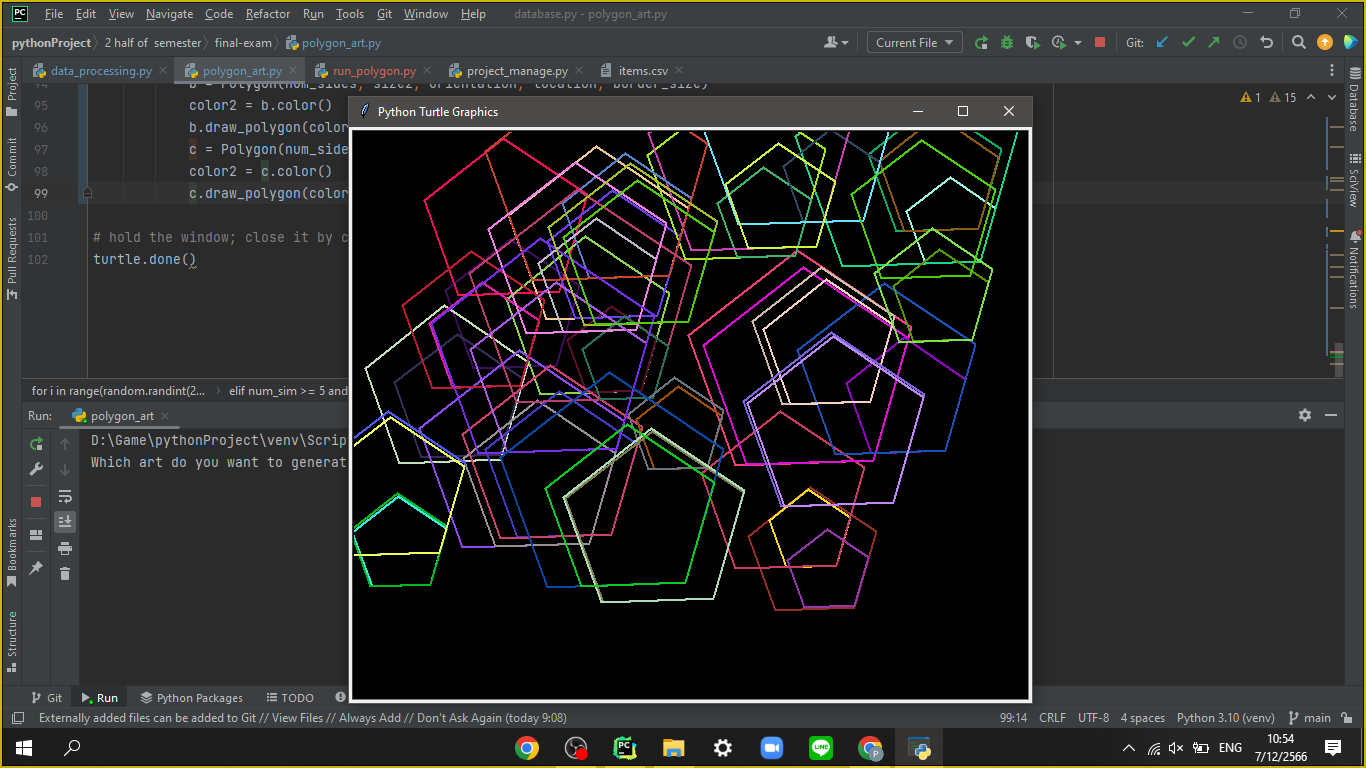 PC File Edit View Navigate Code Refactor Run Tools Git Window Help database.py - polygon_art.py
pythonProject 2 half of semester final-exam polygon_art.py Current File Git:
data_processing.py polygon_art.py run_polygon.py project_manage.py items.csv
Project
Commit
Pull Requests
Bookmarks
Structure
95 color2 = b.color()
96 b.draw_polygon(color
97 c = Polygon(num_side
98 color2 = c.color()
99 c.draw_polygon(color
100
101 # hold the window; close it by c
102 turtle.done()
1 15
Python Turtle Graphics
Database
SciView
Notifications
for i in range(random.randint(2... elif num_sim >= 5 and
Run: polygon_art
D:\Game\pythonProject\venv\Scrip
Which art do you want to generat
Git Run Python Packages TODO
Externally added files can be added to Git // View Files // Always Add // Don't Ask Again (today 9:08) 99:14 CRLF UTF-8 4 spaces Python 3.10 (venv) main
PC LINE P ENG 10:54
7/12/2566